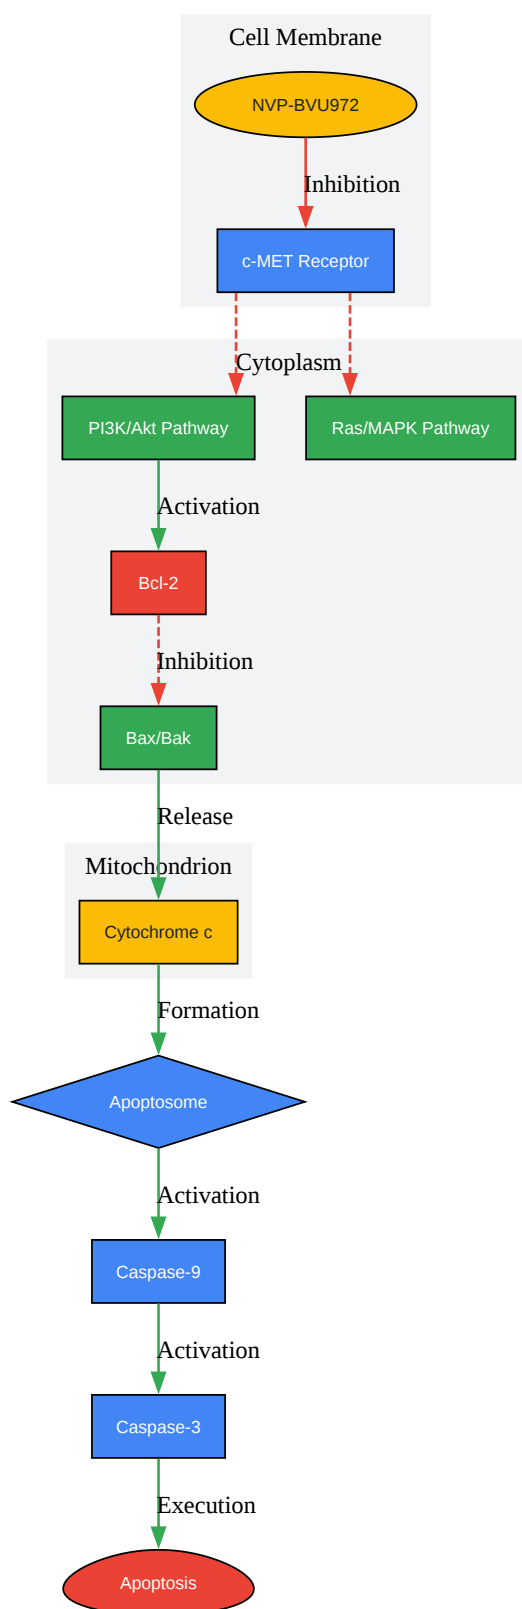 Cell Membrane
NVP-BVU972
Inhibition
c-MET Receptor
Cytoplasm
PI3K/Akt Pathway
Ras/MAPK Pathway
Activation
Bcl-2
Inhibition
Bax/Bak
Release
Mitochondrion
Cytochrome c
Formation
Apoptosome
Activation
Caspase-9
Activation
Caspase-3
Execution
Apoptosis